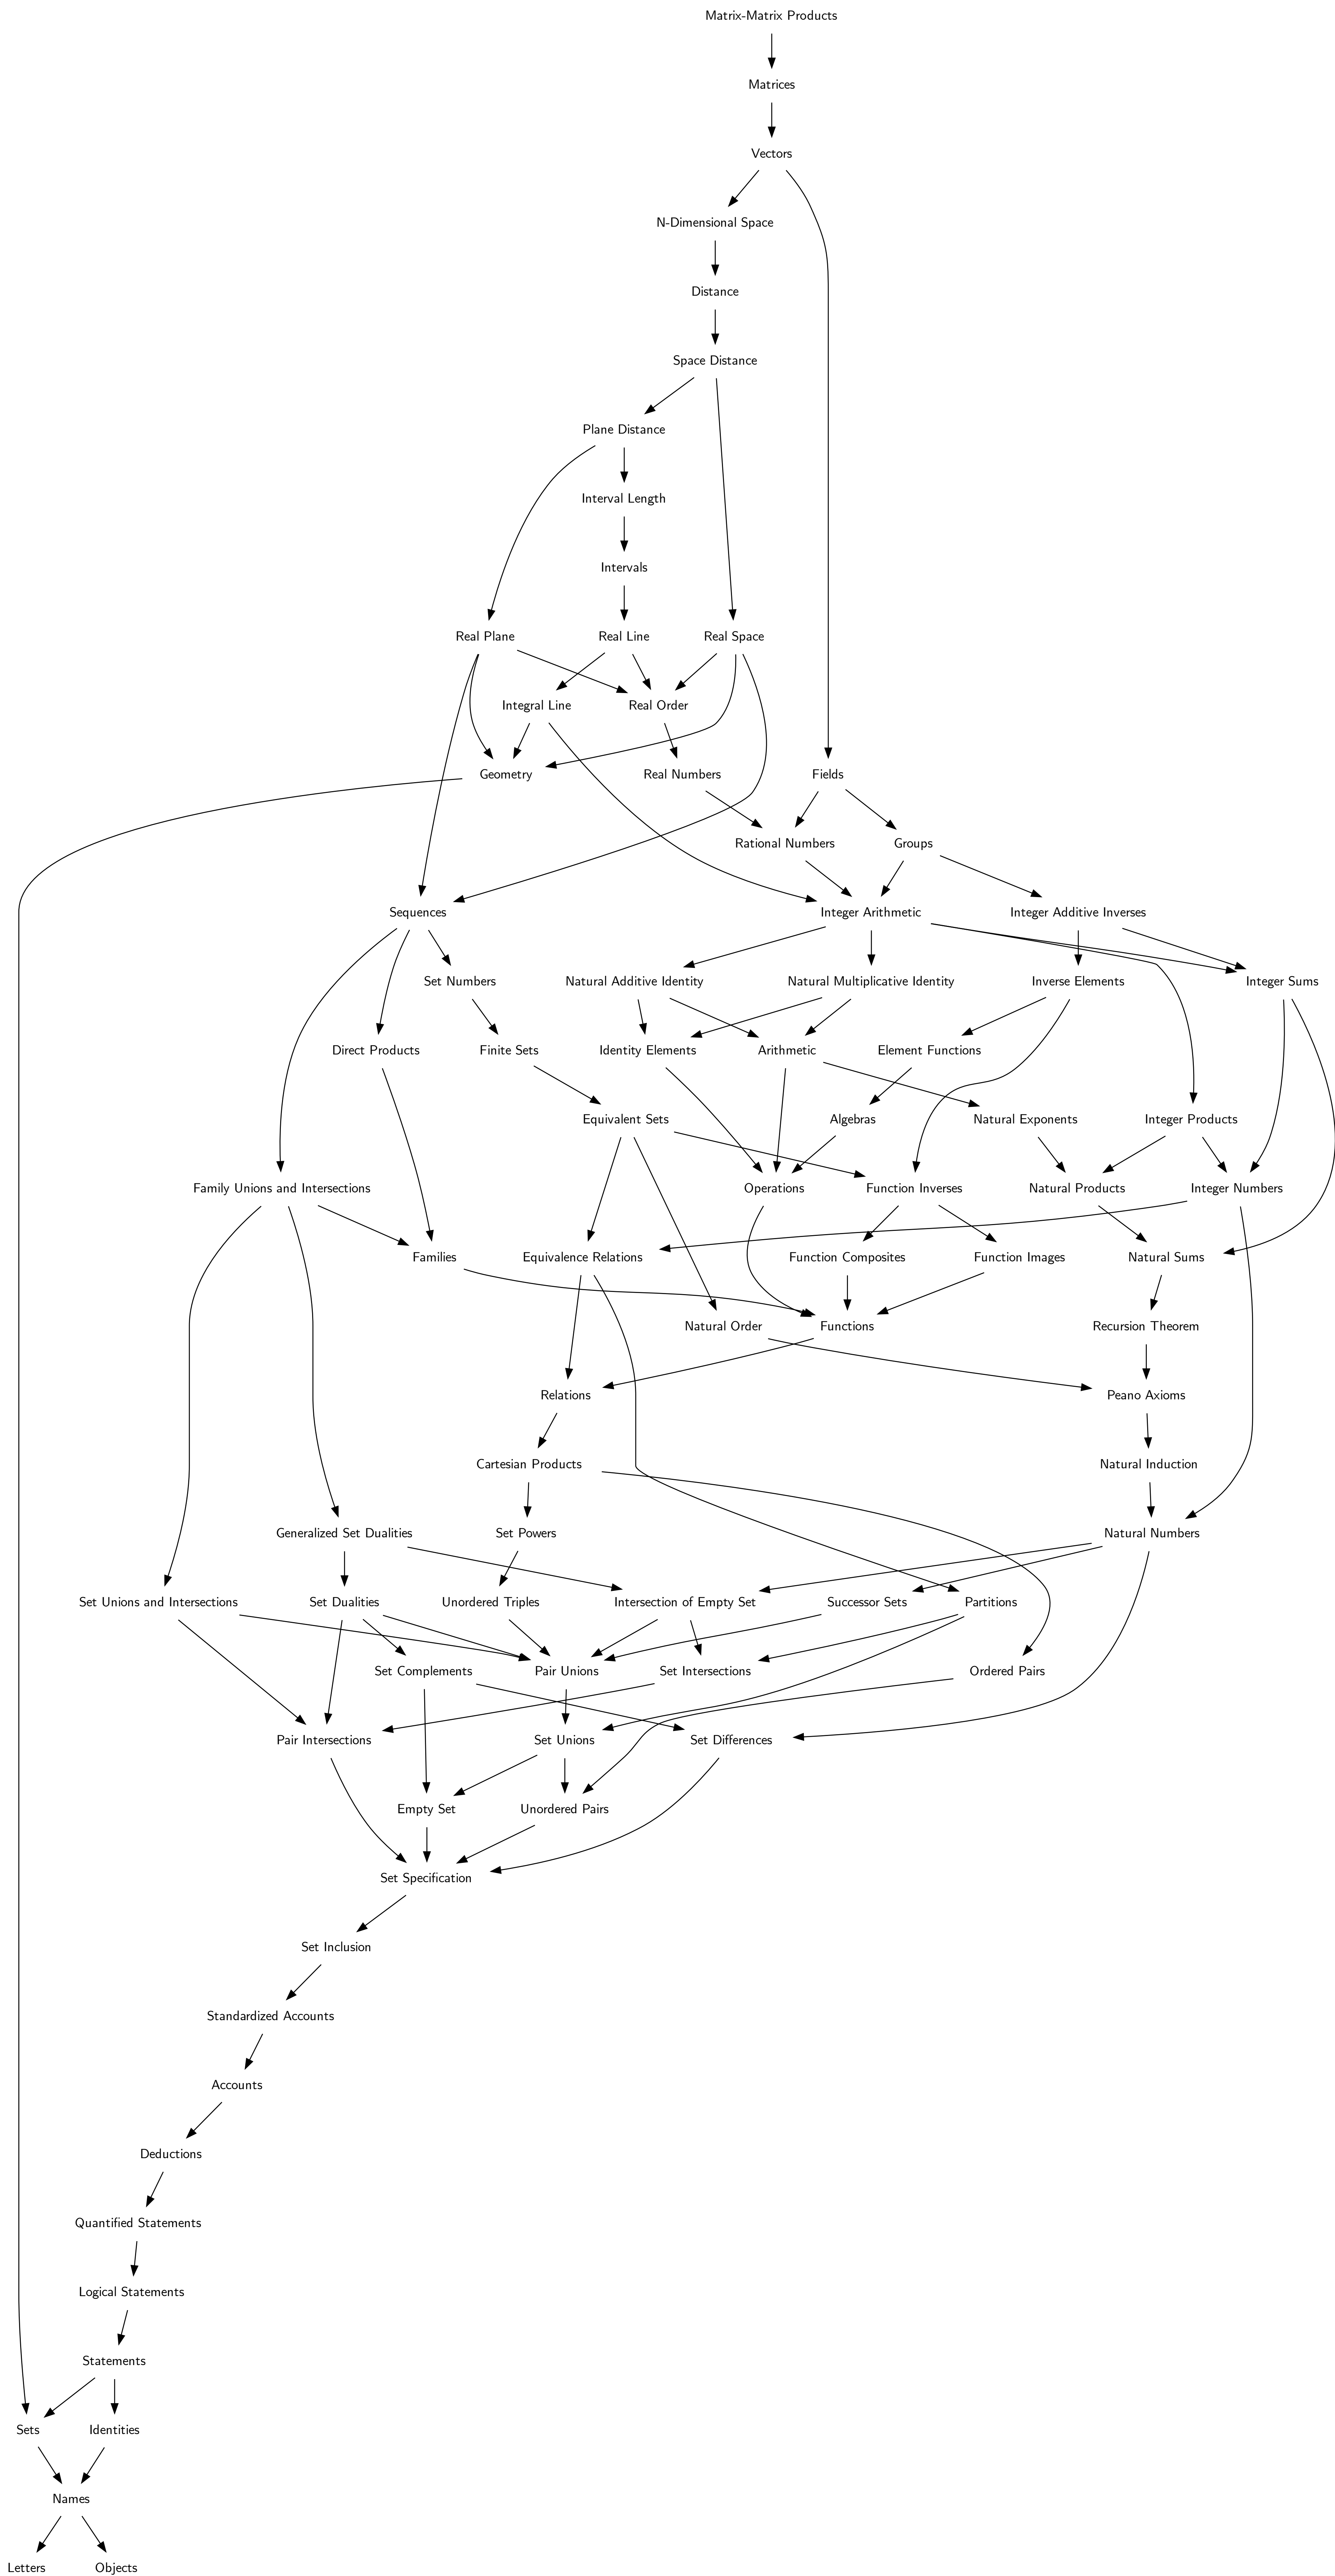 Matrix-Matrix Products
Matrices
Vectors
N-Dimensional Space
Distance
Space Distance
Plane Distance
Interval Length
Intervals
Real Plane
Real Line
Real Space
Integral Line
Real Order
Geometry
Real Numbers
Fields
Rational Numbers
Groups
Sequences
Integer Arithmetic
Integer Additive Inverses
Set Numbers
Natural Additive Identity
Natural Multiplicative Identity
Inverse Elements
Integer Sums
Direct Products
Finite Sets
Identity Elements
Arithmetic
Element Functions
Equivalent Sets
Algebras
Natural Exponents
Integer Products
Family Unions and Intersections
Operations
Function Inverses
Natural Products
Integer Numbers
Families
Equivalence Relations
Function Composites
Function Images
Natural Sums
Natural Order
Functions
Recursion Theorem
Relations
Peano Axioms
Cartesian Products
Natural Induction
Generalized Set Dualities
Set Powers
Natural Numbers
Set Unions and Intersections
Set Dualities
Unordered Triples
Intersection of Empty Set
Successor Sets
Partitions
Set Complements
Pair Unions
Set Intersections
Ordered Pairs
Pair Intersections
Set Unions
Set Differences
Empty Set
Unordered Pairs
Set Specification
Set Inclusion
Standardized Accounts
Accounts
Deductions
Quantified Statements
Logical Statements
Statements
Sets
Identities
Names
Letters
Objects